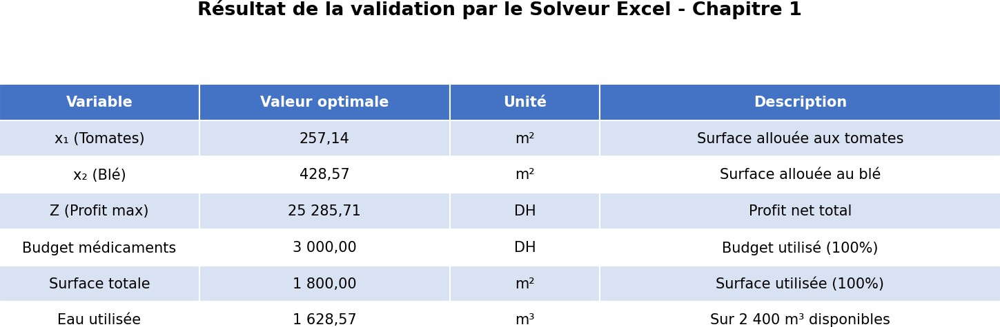 Résultat de la validation par le Solveur Excel - Chapitre 1
Variable Valeur optimale Unité Description
x₁ (Tomates) 257,14 m² Surface allouée aux tomates
x₂ (Blé) 428,57 m² Surface allouée au blé
Z (Profit max) 25 285,71 DH Profit net total
Budget médicaments 3 000,00 DH Budget utilisé (100%)
Surface totale 1 800,00 m² Surface utilisée (100%)
Eau utilisée 1 628,57 m³ Sur 2 400 m³ disponibles